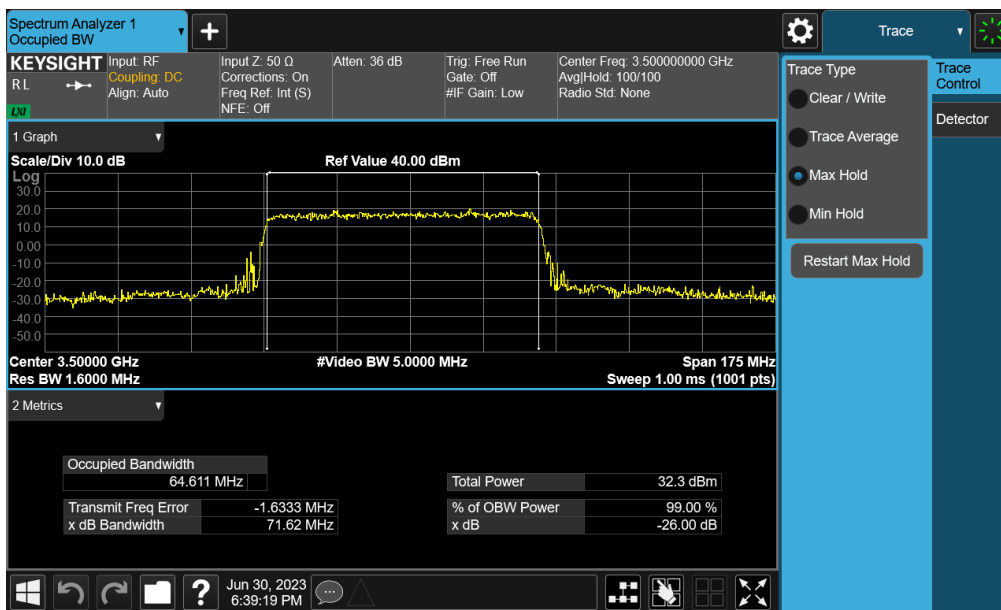 Spectrum Analyzer 1
Occupied BW
+
Trace
KEYSIGHT
R L
LXI
Input: RF
Coupling: DC
Align: Auto
Input Z: 50 Ω
Corrections: On
Freq Ref: Int (S)
NFE: Off
Atten: 36 dB
Trig: Free Run
Gate: Off
#IF Gain: Low
Center Freq: 3.500000000 GHz
Avg|Hold: 100/100
Radio Std: None
Trace Type
Clear / Write
Trace Average
Max Hold
Min Hold
Restart Max Hold
Trace
Control
Detector
1 Graph
Scale/Div 10.0 dB
Ref Value 40.00 dBm
Log
30.0
20.0
10.0
0.00
-10.0
-20.0
-30.0
-40.0
-50.0
Center 3.50000 GHz
#Video BW 5.0000 MHz
Span 175 MHz
Res BW 1.6000 MHz
Sweep 1.00 ms (1001 pts)
2 Metrics
Occupied Bandwidth
64.611 MHz
Total Power 32.3 dBm
Transmit Freq Error -1.6333 MHz
% of OBW Power 99.00 %
x dB Bandwidth 71.62 MHz
x dB -26.00 dB
?
Jun 30, 2023
6:39:19 PM